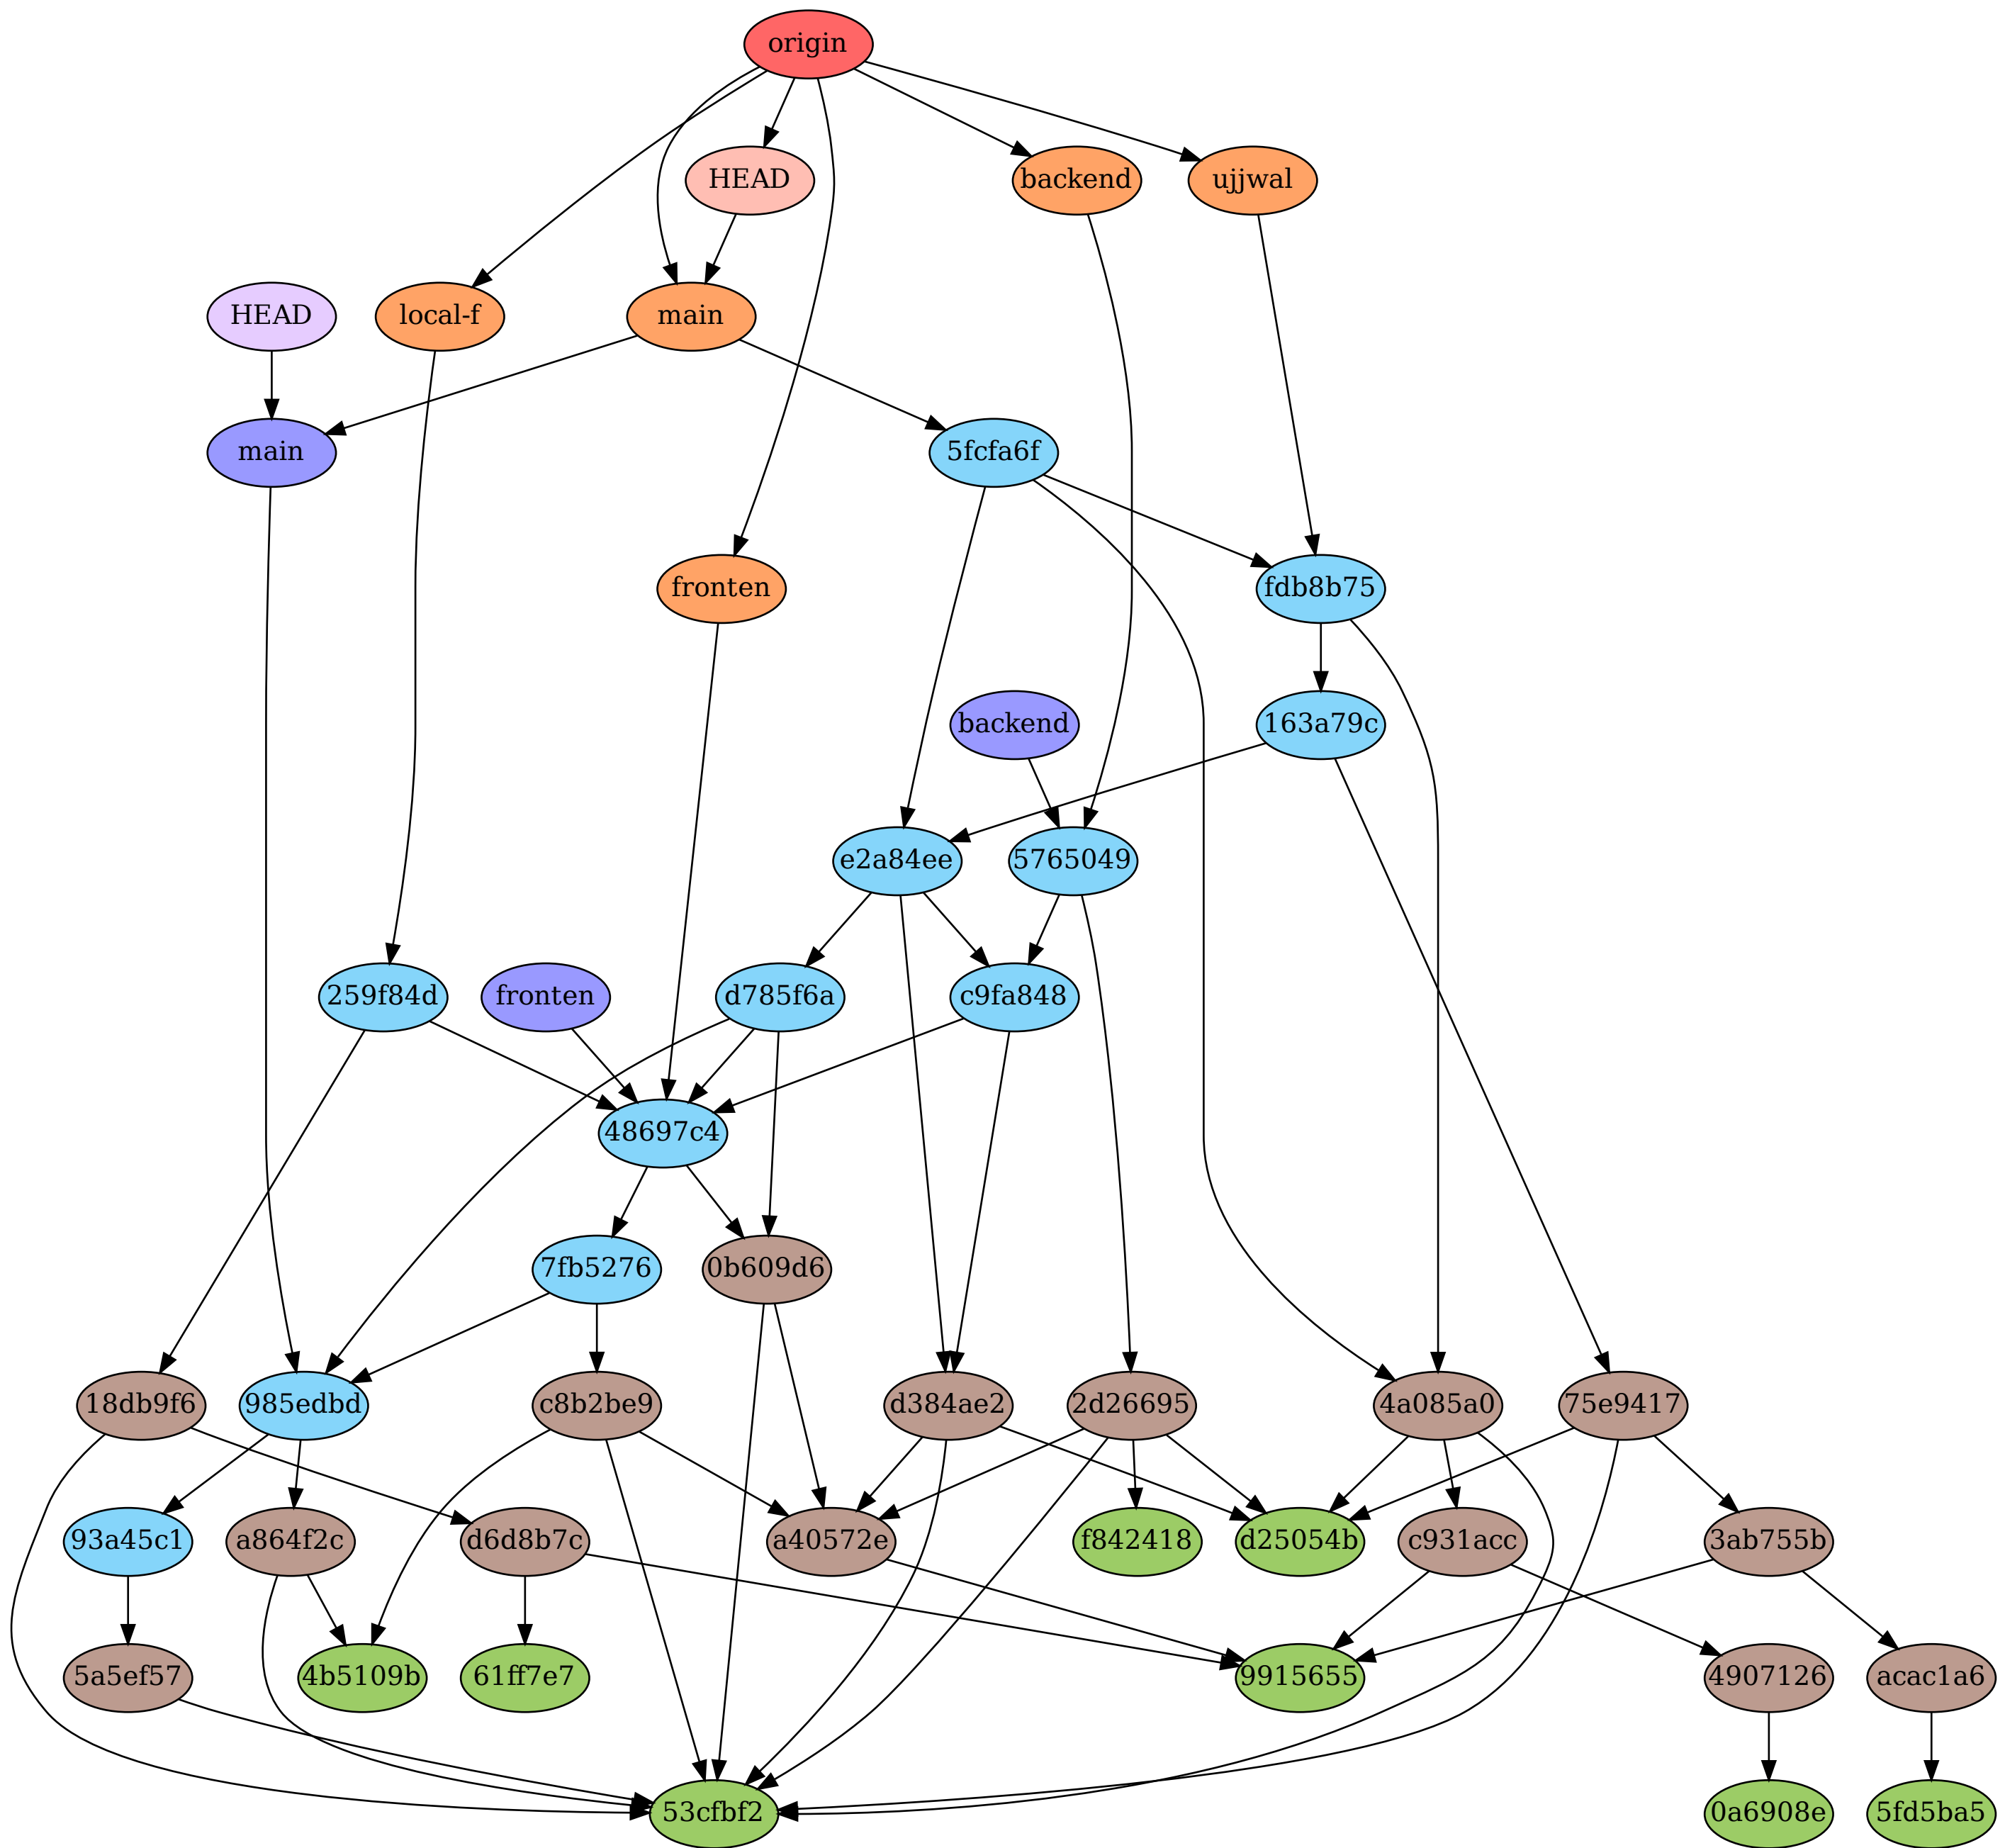 origin
HEAD
backend
ujjwal
HEAD
local-f
main
main
5fcfa6f
fronten
fdb8b75
backend
163a79c
e2a84ee
5765049
259f84d
fronten
d785f6a
c9fa848
48697c4
7fb5276
0b609d6
18db9f6
985edbd
c8b2be9
d384ae2
2d26695
4a085a0
75e9417
93a45c1
a864f2c
d6d8b7c
a40572e
f842418
d25054b
c931acc
3ab755b
5a5ef57
4b5109b
61ff7e7
9915655
4907126
acac1a6
53cfbf2
0a6908e
5fd5ba5